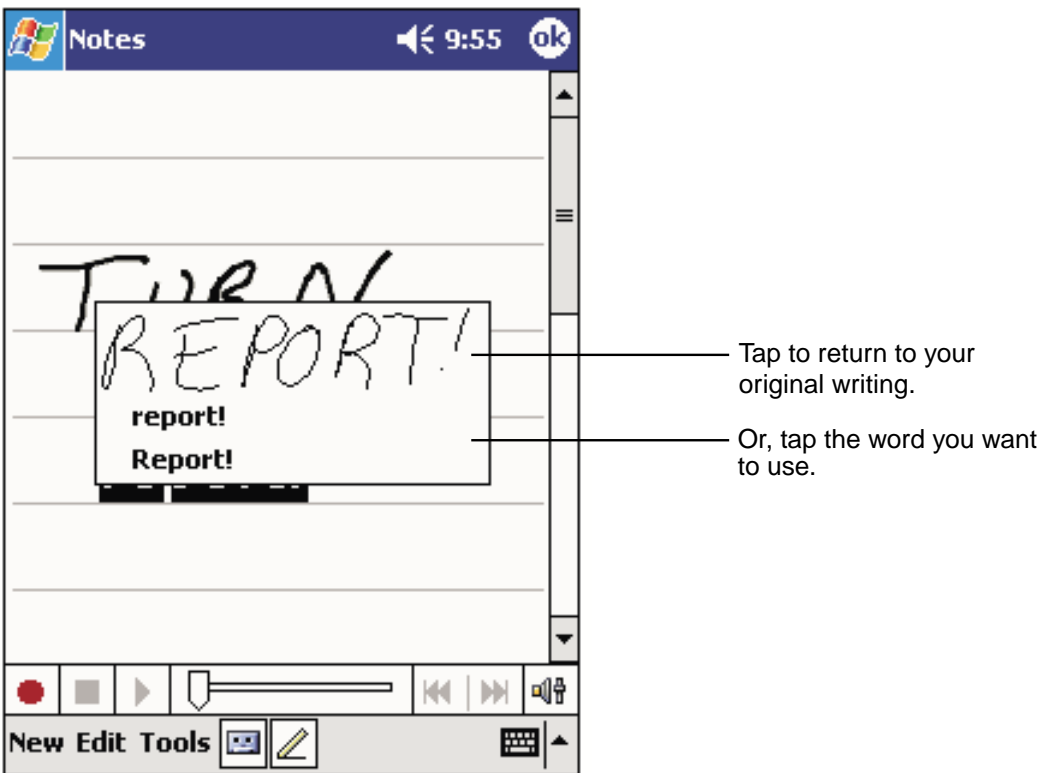 Notes 9:55 ok
TURN
REPORT!
Tap to return to your
original writing.
report!
Or, tap the word you want
to use.
Report!
New Edit Tools